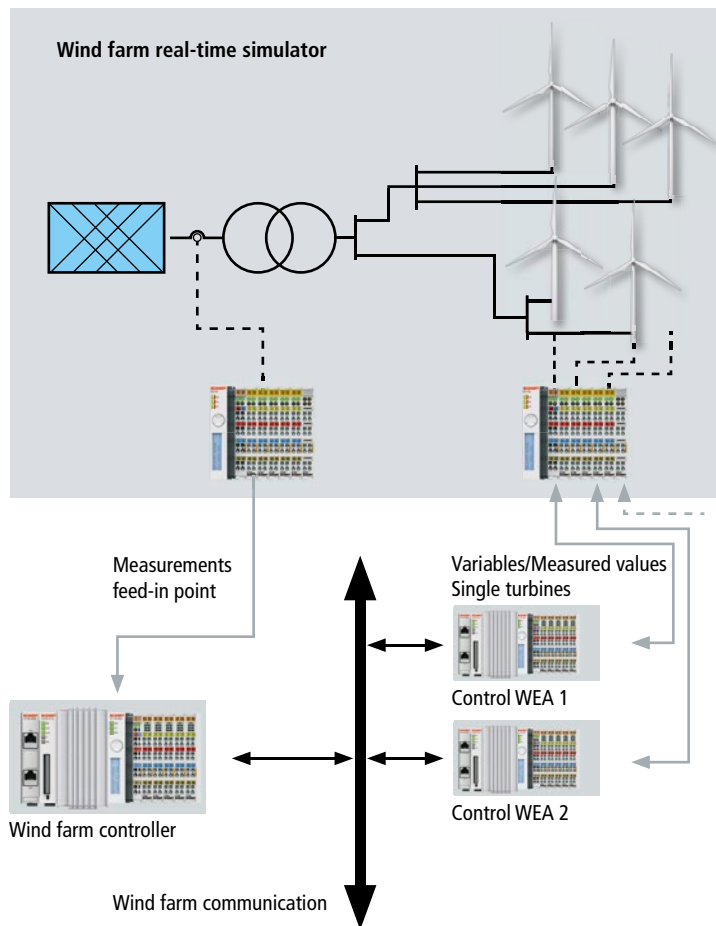 Wind farm real-time simulator
Measurements
feed-in point
Variables/Measured values
Single turbines
Control WEA 1
Control WEA 2
Wind farm controller
Wind farm communication